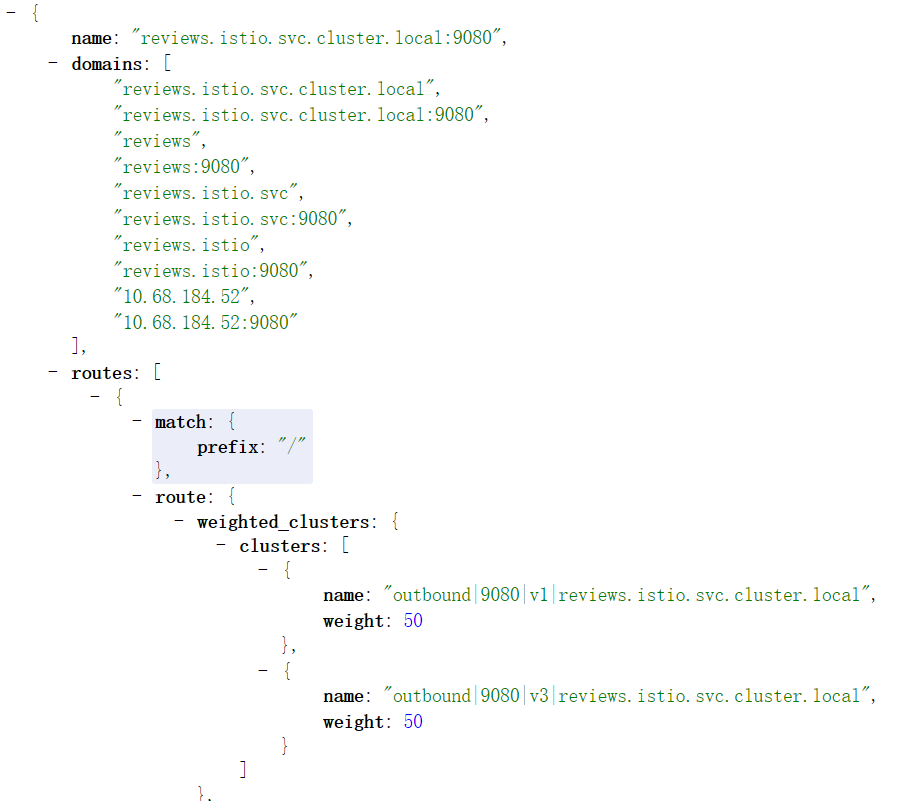 - {
name: "reviews.istio.svc.cluster.local:9080",
- domains: [
"reviews.istio.svc.cluster.local",
"reviews.istio.svc.cluster.local:9080",
"reviews",
"reviews:9080",
"reviews.istio.svc",
"reviews.istio.svc:9080",
"reviews.istio",
"reviews.istio:9080",
"10.68.184.52",
"10.68.184.52:9080"
],
- routes: [
- {
- match: {
prefix: "/"
},
- route: {
- weighted_clusters: {
- clusters: [
- {
name: "outbound|9080|v1|reviews.istio.svc.cluster.local",
weight: 50
},
- {
name: "outbound|9080|v3|reviews.istio.svc.cluster.local",
weight: 50
}
]
},